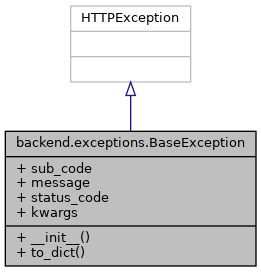 HTTPException
backend.exceptions.BaseException
+ sub_code
+ message
+ status_code
+ kwargs
+ __init__()
+ to_dict()